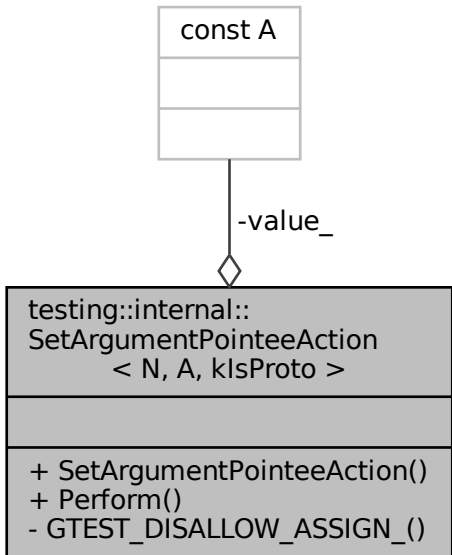 const A
-value_
testing::internal::
SetArgumentPointeeAction
< N, A, kIsProto >
+ SetArgumentPointeeAction()
+ Perform()
- GTEST_DISALLOW_ASSIGN_()